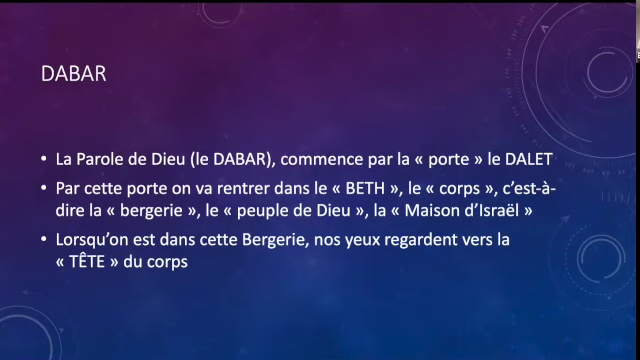 DABAR
• La Parole de Dieu (le DABAR), commence par la « porte » le DALET
• Par cette porte on va rentrer dans le « BETH », le « corps », c'est-à-
dire la « bergerie », le « peuple de Dieu », la « Maison d'Israël »
• Lorsqu'on est dans cette Bergerie, nos yeux regardent vers la
« TÊTE » du corps